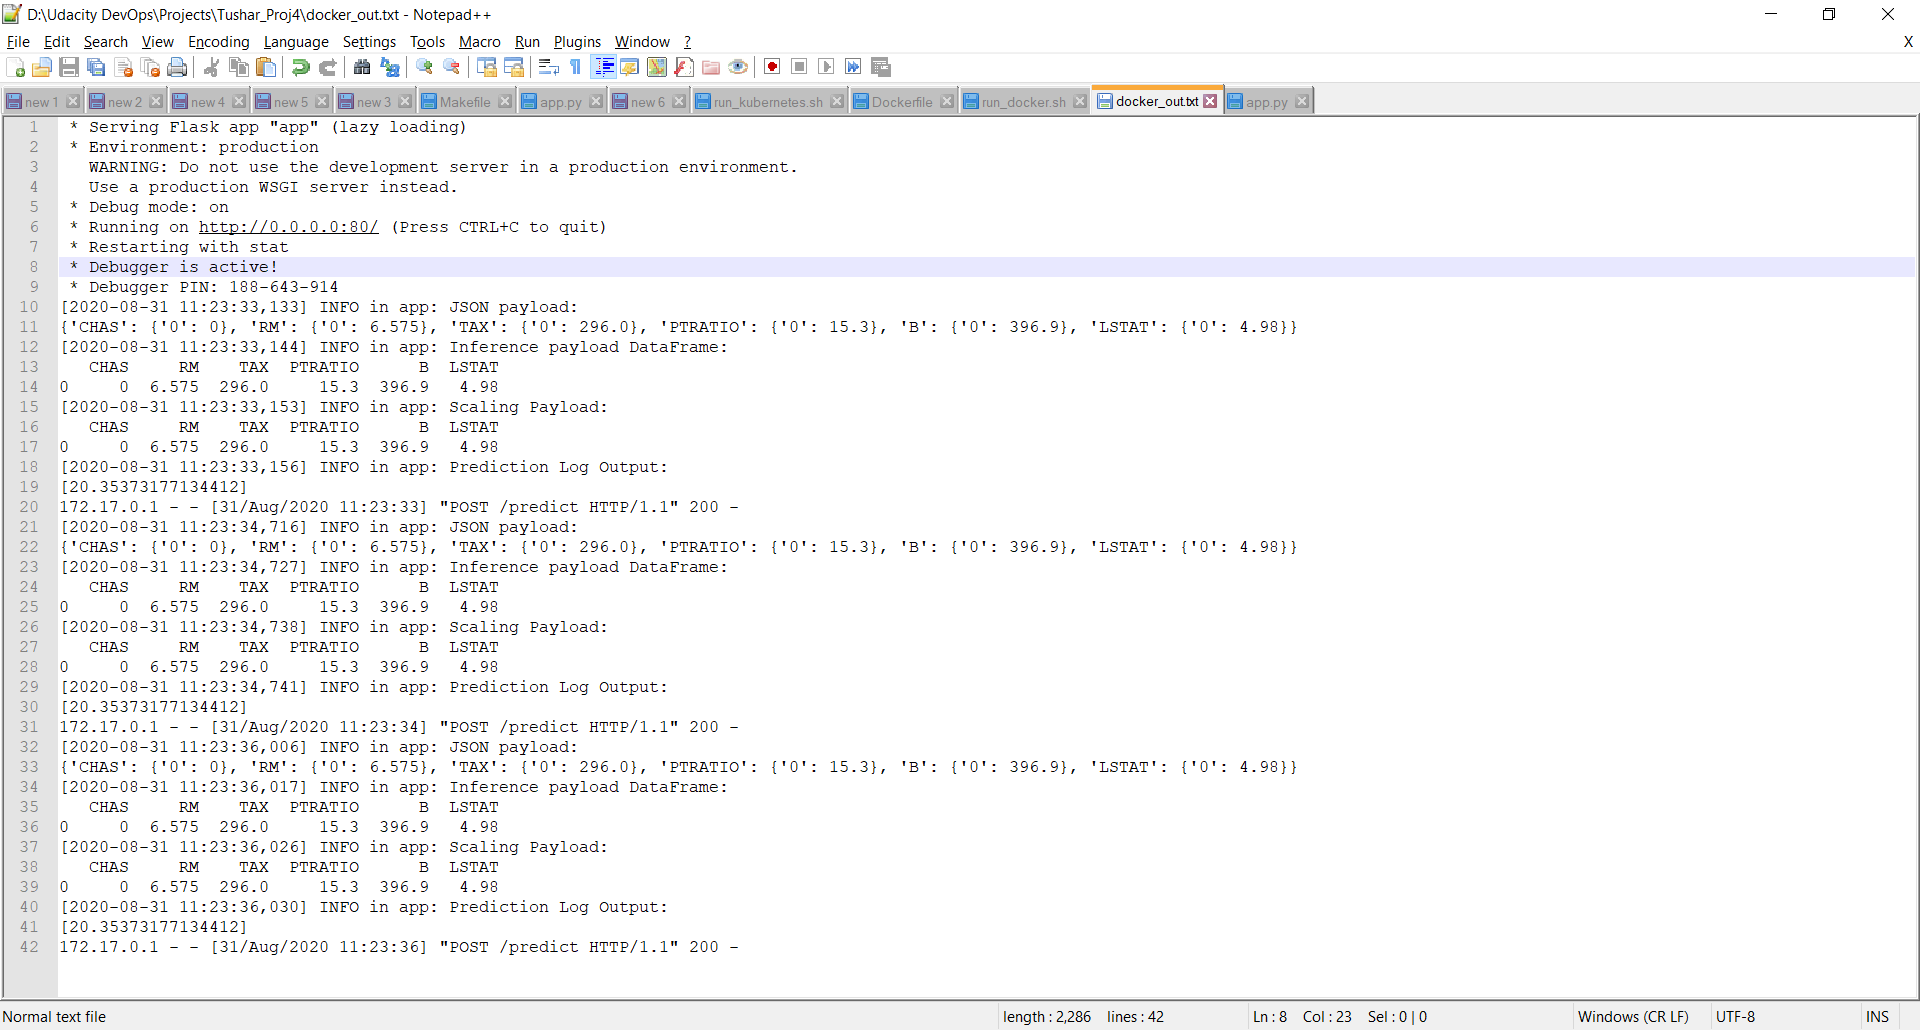 D:\Udacity DevOps\Projects\Tushar_Proj4\docker_out.txt - Notepad++
File Edit Search View Encoding Language Settings Tools Macro Run Plugins Window ? X
new 1 new 2 new 4 new 5 new 3 Makefile app.py new 6 run_kubernetes.sh Dockerfile run_docker.sh docker_out.txt app.py
1 * Serving Flask app "app" (lazy loading)
2 * Environment: production
3 WARNING: Do not use the development server in a production environment.
4 Use a production WSGI server instead.
5 * Debug mode: on
6 * Running on http://0.0.0.0:80/ (Press CTRL+C to quit)
7 * Restarting with stat
8 * Debugger is active!
9 * Debugger PIN: 188-643-914
10 [2020-08-31 11:23:33,133] INFO in app: JSON payload:
11 {'CHAS': {'0': 0}, 'RM': {'0': 6.575}, 'TAX': {'0': 296.0}, 'PTRATIO': {'0': 15.3}, 'B': {'0': 396.9}, 'LSTAT': {'0': 4.98}}
12 [2020-08-31 11:23:33,144] INFO in app: Inference payload DataFrame:
13 CHAS RM TAX PTRATIO B LSTAT
14 0 0 6.575 296.0 15.3 396.9 4.98
15 [2020-08-31 11:23:33,153] INFO in app: Scaling Payload:
16 CHAS RM TAX PTRATIO B LSTAT
17 0 0 6.575 296.0 15.3 396.9 4.98
18 [2020-08-31 11:23:33,156] INFO in app: Prediction Log Output:
19 [20.35373177134412]
20 172.17.0.1 - - [31/Aug/2020 11:23:33] "POST /predict HTTP/1.1" 200 -
21 [2020-08-31 11:23:34,716] INFO in app: JSON payload:
22 {'CHAS': {'0': 0}, 'RM': {'0': 6.575}, 'TAX': {'0': 296.0}, 'PTRATIO': {'0': 15.3}, 'B': {'0': 396.9}, 'LSTAT': {'0': 4.98}}
23 [2020-08-31 11:23:34,727] INFO in app: Inference payload DataFrame:
24 CHAS RM TAX PTRATIO B LSTAT
25 0 0 6.575 296.0 15.3 396.9 4.98
26 [2020-08-31 11:23:34,738] INFO in app: Scaling Payload:
27 CHAS RM TAX PTRATIO B LSTAT
28 0 0 6.575 296.0 15.3 396.9 4.98
29 [2020-08-31 11:23:34,741] INFO in app: Prediction Log Output:
30 [20.35373177134412]
31 172.17.0.1 - - [31/Aug/2020 11:23:34] "POST /predict HTTP/1.1" 200 -
32 [2020-08-31 11:23:36,006] INFO in app: JSON payload:
33 {'CHAS': {'0': 0}, 'RM': {'0': 6.575}, 'TAX': {'0': 296.0}, 'PTRATIO': {'0': 15.3}, 'B': {'0': 396.9}, 'LSTAT': {'0': 4.98}}
34 [2020-08-31 11:23:36,017] INFO in app: Inference payload DataFrame:
35 CHAS RM TAX PTRATIO B LSTAT
36 0 0 6.575 296.0 15.3 396.9 4.98
37 [2020-08-31 11:23:36,026] INFO in app: Scaling Payload:
38 CHAS RM TAX PTRATIO B LSTAT
39 0 0 6.575 296.0 15.3 396.9 4.98
40 [2020-08-31 11:23:36,030] INFO in app: Prediction Log Output:
41 [20.35373177134412]
42 172.17.0.1 - - [31/Aug/2020 11:23:36] "POST /predict HTTP/1.1" 200 -
Normal text file length : 2,286 lines : 42 Ln : 8 Col : 23 Sel : 0 | 0 Windows (CR LF) UTF-8 INS